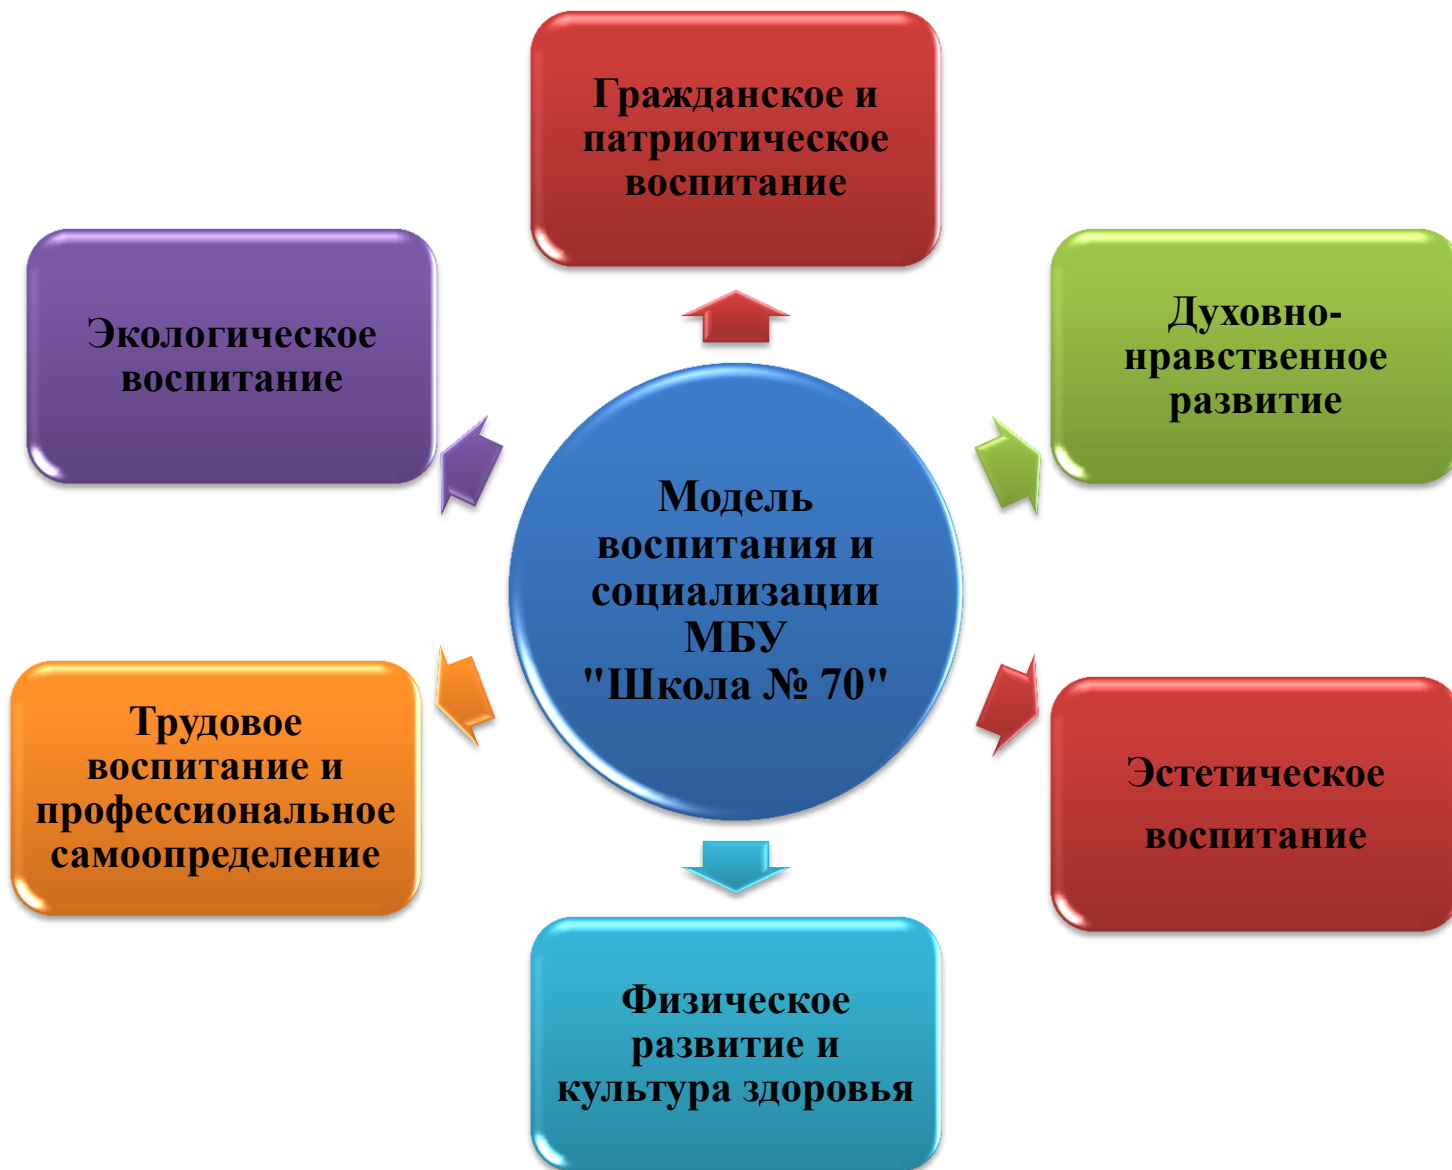 Гражданское и
патриотическое
воспитание
Экологическое
воспитание
Духовно-
нравственное
развитие
Модель
воспитания и
социализации
МБУ
"Школа № 70"
Трудовое
воспитание и
профессиональное
самоопределение
Эстетическое
воспитание
Физическое
развитие и
культура здоровья